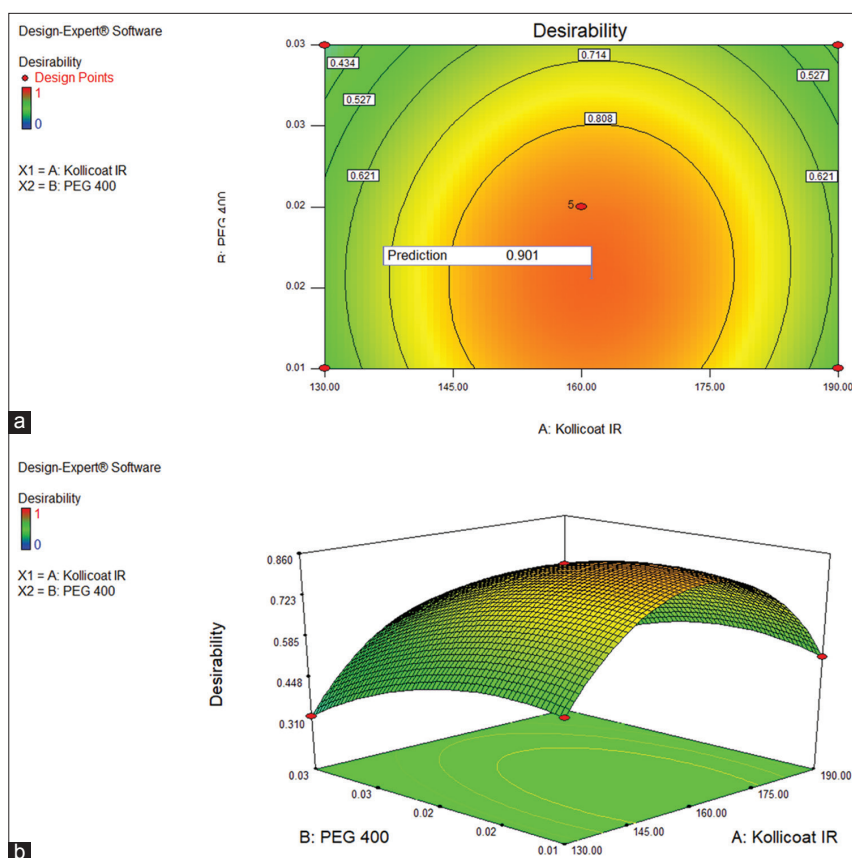 Design-Expert® Software
Desirability
Design Points
1
0
X1 = A: Kollicoat IR
X2 = B: PEG 400
Desirability
0.03
0.03
0.02
0.02
0.01
B: PEG 400
0.434
0.527
0.621
0.714
0.808
0.527
0.621
5
Prediction 0.901
130.00 145.00 160.00 175.00 190.00
A: Kollicoat IR
a
Design-Expert® Software
Desirability
1
0
X1 = A: Kollicoat IR
X2 = B: PEG 400
0.860
0.723
0.585
0.448
0.310
Desirability
0.03
0.03
0.02
0.02
0.01
B: PEG 400
190.00
175.00
160.00
145.00
130.00
A: Kollicoat IR
b